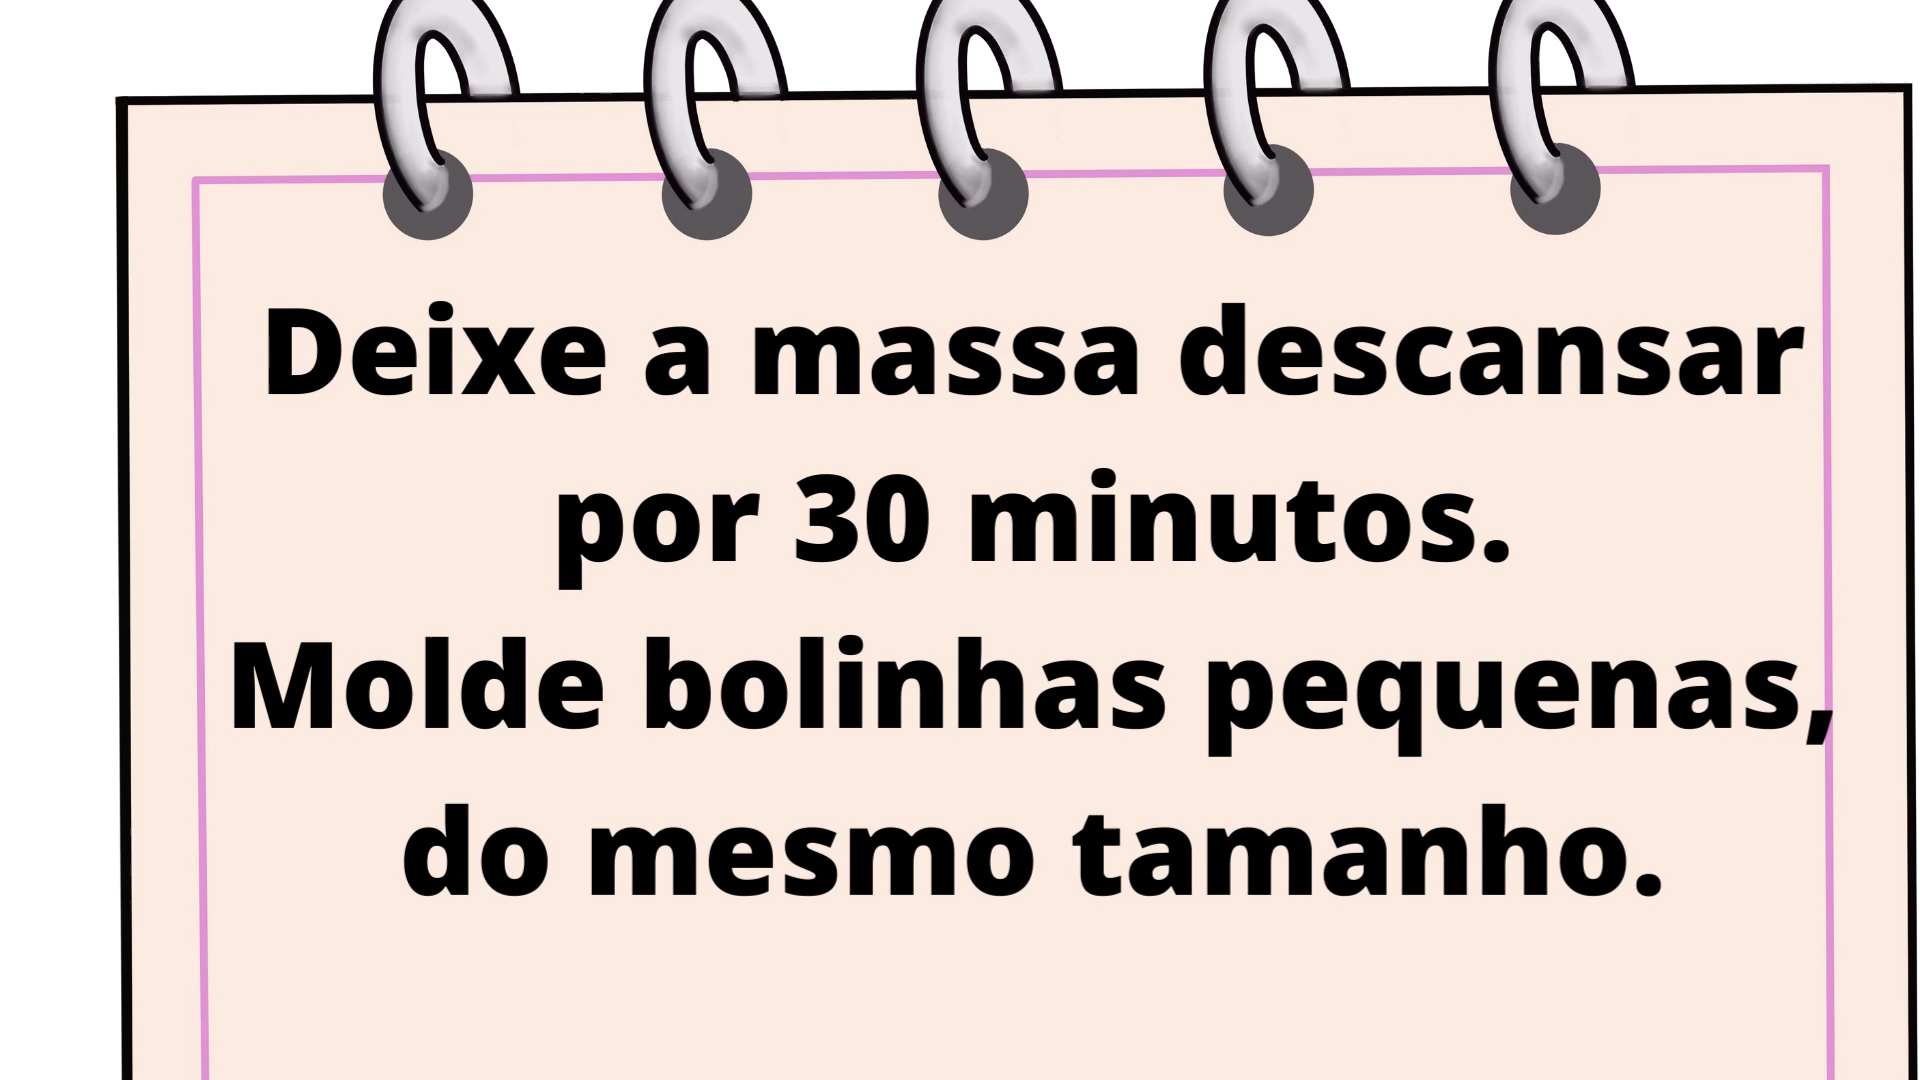 Deixe a massa descansar
por 30 minutos.
Molde bolinhas pequenas,
do mesmo tamanho.